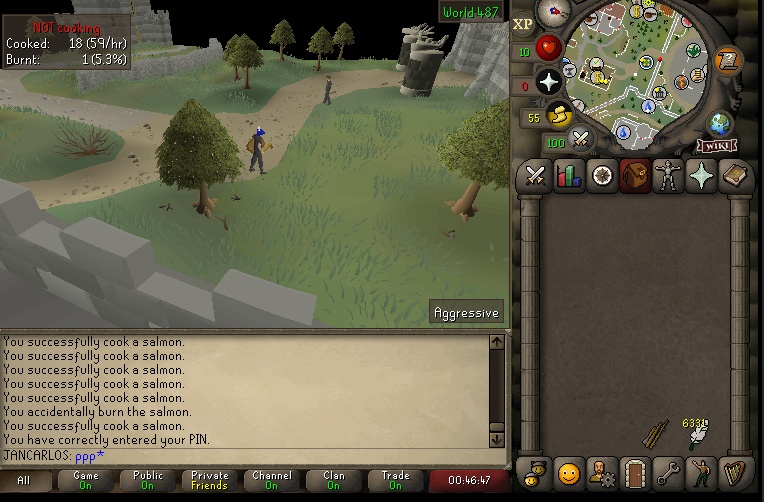 World 487
NOT cooking
Cooked: 18 (59/hr)
Burnt: 1 (5.3%)
XP
10
0
55
100
WIKI
Aggressive
You successfully cook a salmon.
You successfully cook a salmon.
You successfully cook a salmon.
You successfully cook a salmon.
You successfully cook a salmon.
You accidentally burn the salmon.
You successfully cook a salmon.
You have correctly entered your PIN.
JANCARLOS: ppp*
6331
All
Game
On
Public
On
Private
Friends
Channel
On
Clan
On
Trade
On
00:46:47